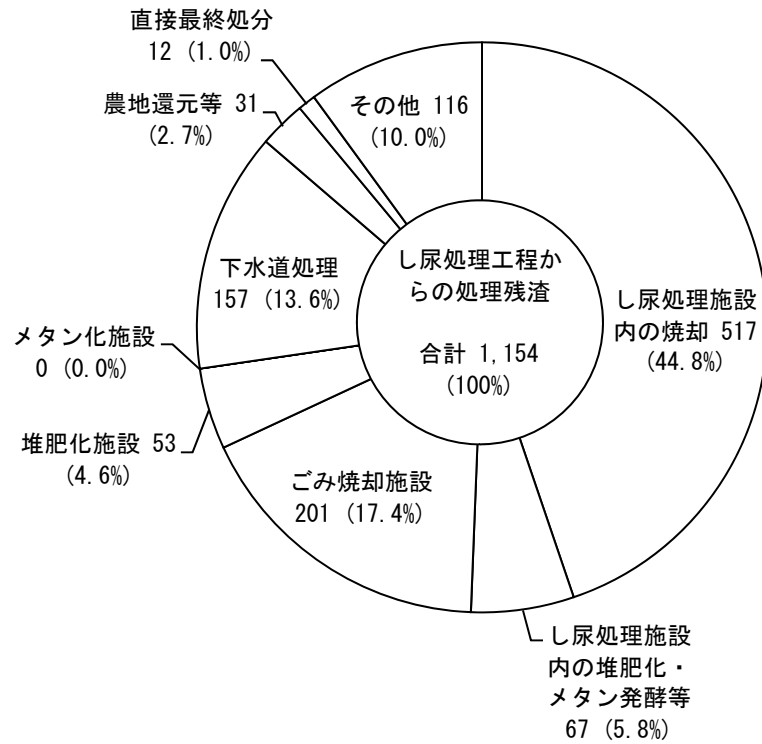 直接最終処分
12 (1.0%)
農地還元等 31
(2.7%)
その他 116
(10.0%)
下水道処理
157 (13.6%)
し尿処理工程か
らの処理残渣
合計 1,154
(100%)
し尿処理施設
内の焼却 517
(44.8%)
メタン化施設
0 (0.0%)
堆肥化施設 53
(4.6%)
ごみ焼却施設
201 (17.4%)
し尿処理施設
内の堆肥化・
メタン発酵等
67 (5.8%)